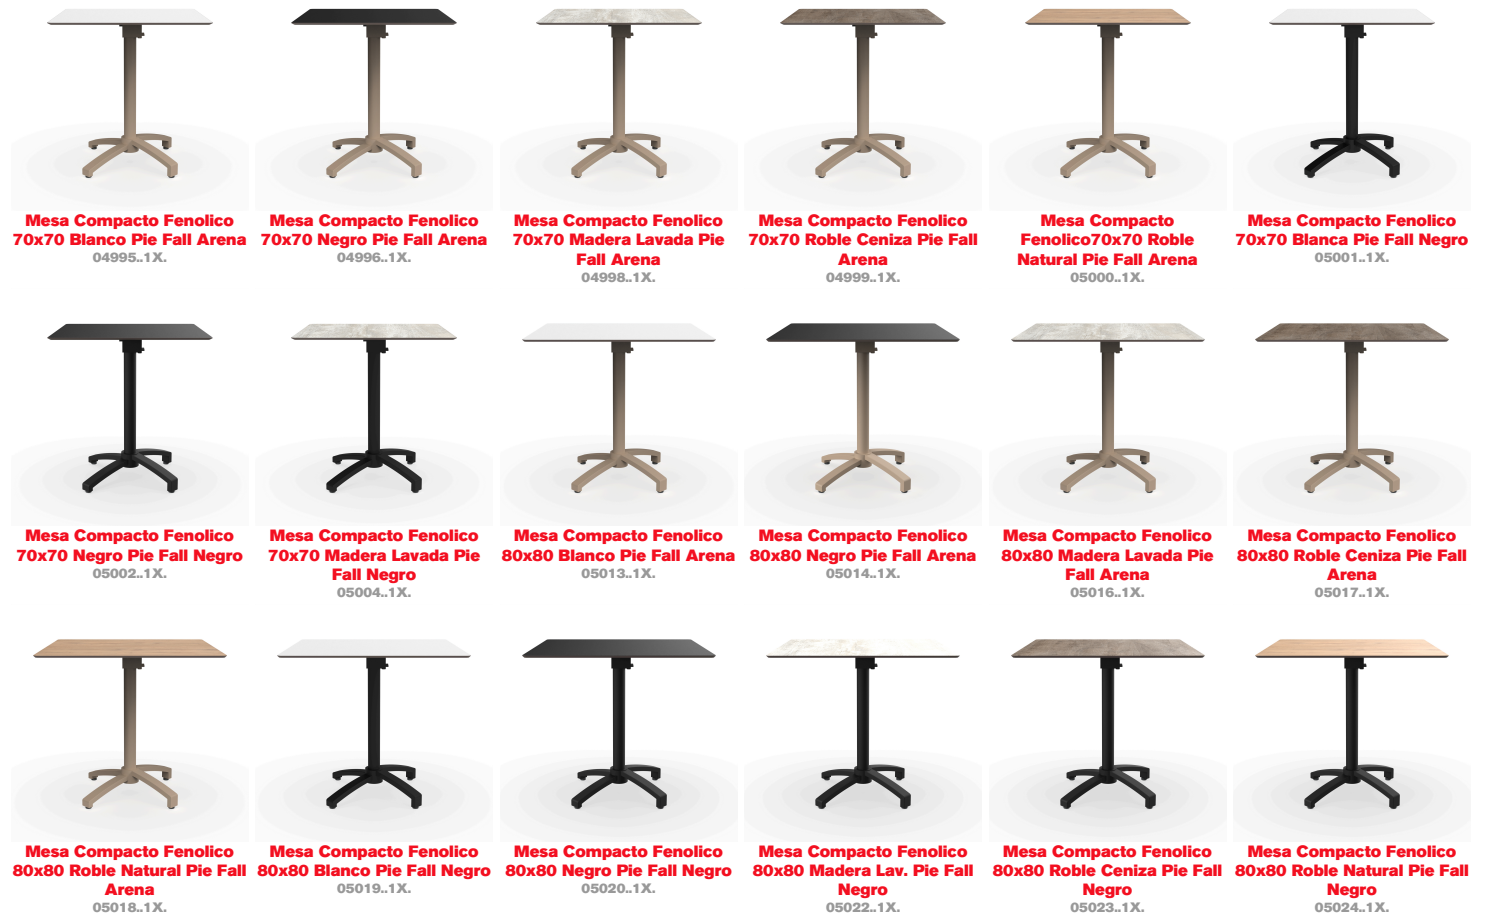 Mesa Compacto Fenolico
70x70 Blanco Pie Fall Arena
04995..1X.
Mesa Compacto Fenolico
70x70 Negro Pie Fall Arena
04996..1X.
Mesa Compacto Fenolico
70x70 Madera Lavada Pie
Fall Arena
04998..1X.
Mesa Compacto Fenolico
70x70 Roble Ceniza Pie Fall
Arena
04999..1X.
Mesa Compacto
Fenolico70x70 Roble
Natural Pie Fall Arena
05000..1X.
Mesa Compacto Fenolico
70x70 Blanca Pie Fall Negro
05001..1X.
Mesa Compacto Fenolico
70x70 Negro Pie Fall Negro
05002..1X.
Mesa Compacto Fenolico
70x70 Madera Lavada Pie
Fall Negro
05004..1X.
Mesa Compacto Fenolico
80x80 Blanco Pie Fall Arena
05013..1X.
Mesa Compacto Fenolico
80x80 Negro Pie Fall Arena
05014..1X.
Mesa Compacto Fenolico
80x80 Madera Lavada Pie
Fall Arena
05016..1X.
Mesa Compacto Fenolico
80x80 Roble Ceniza Pie Fall
Arena
05017..1X.
Mesa Compacto Fenolico
80x80 Roble Natural Pie Fall
Arena
05018..1X.
Mesa Compacto Fenolico
80x80 Blanco Pie Fall Negro
05019..1X.
Mesa Compacto Fenolico
80x80 Negro Pie Fall Negro
05020..1X.
Mesa Compacto Fenolico
80x80 Madera Lav. Pie Fall
Negro
05022..1X.
Mesa Compacto Fenolico
80x80 Roble Ceniza Pie Fall
Negro
05023..1X.
Mesa Compacto Fenolico
80x80 Roble Natural Pie Fall
Negro
05024..1X.